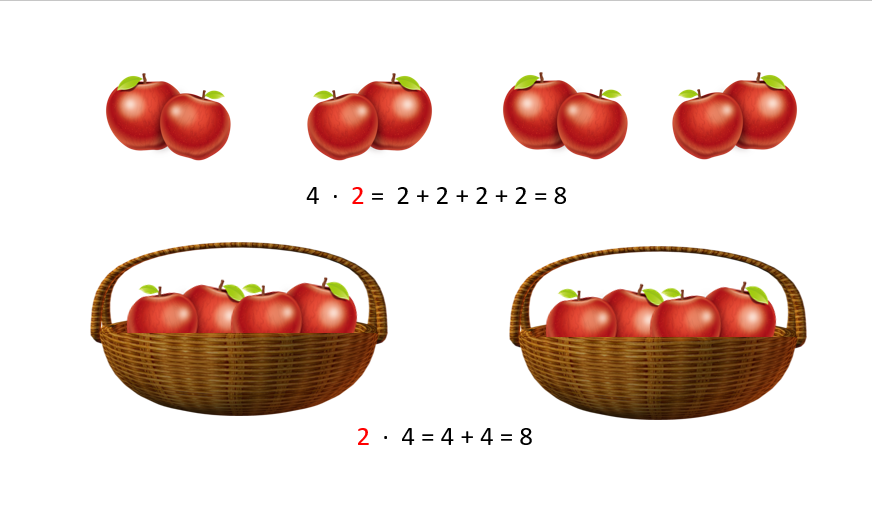 4 · 2 = 2 + 2 + 2 + 2 = 8
2 · 4 = 4 + 4 = 8